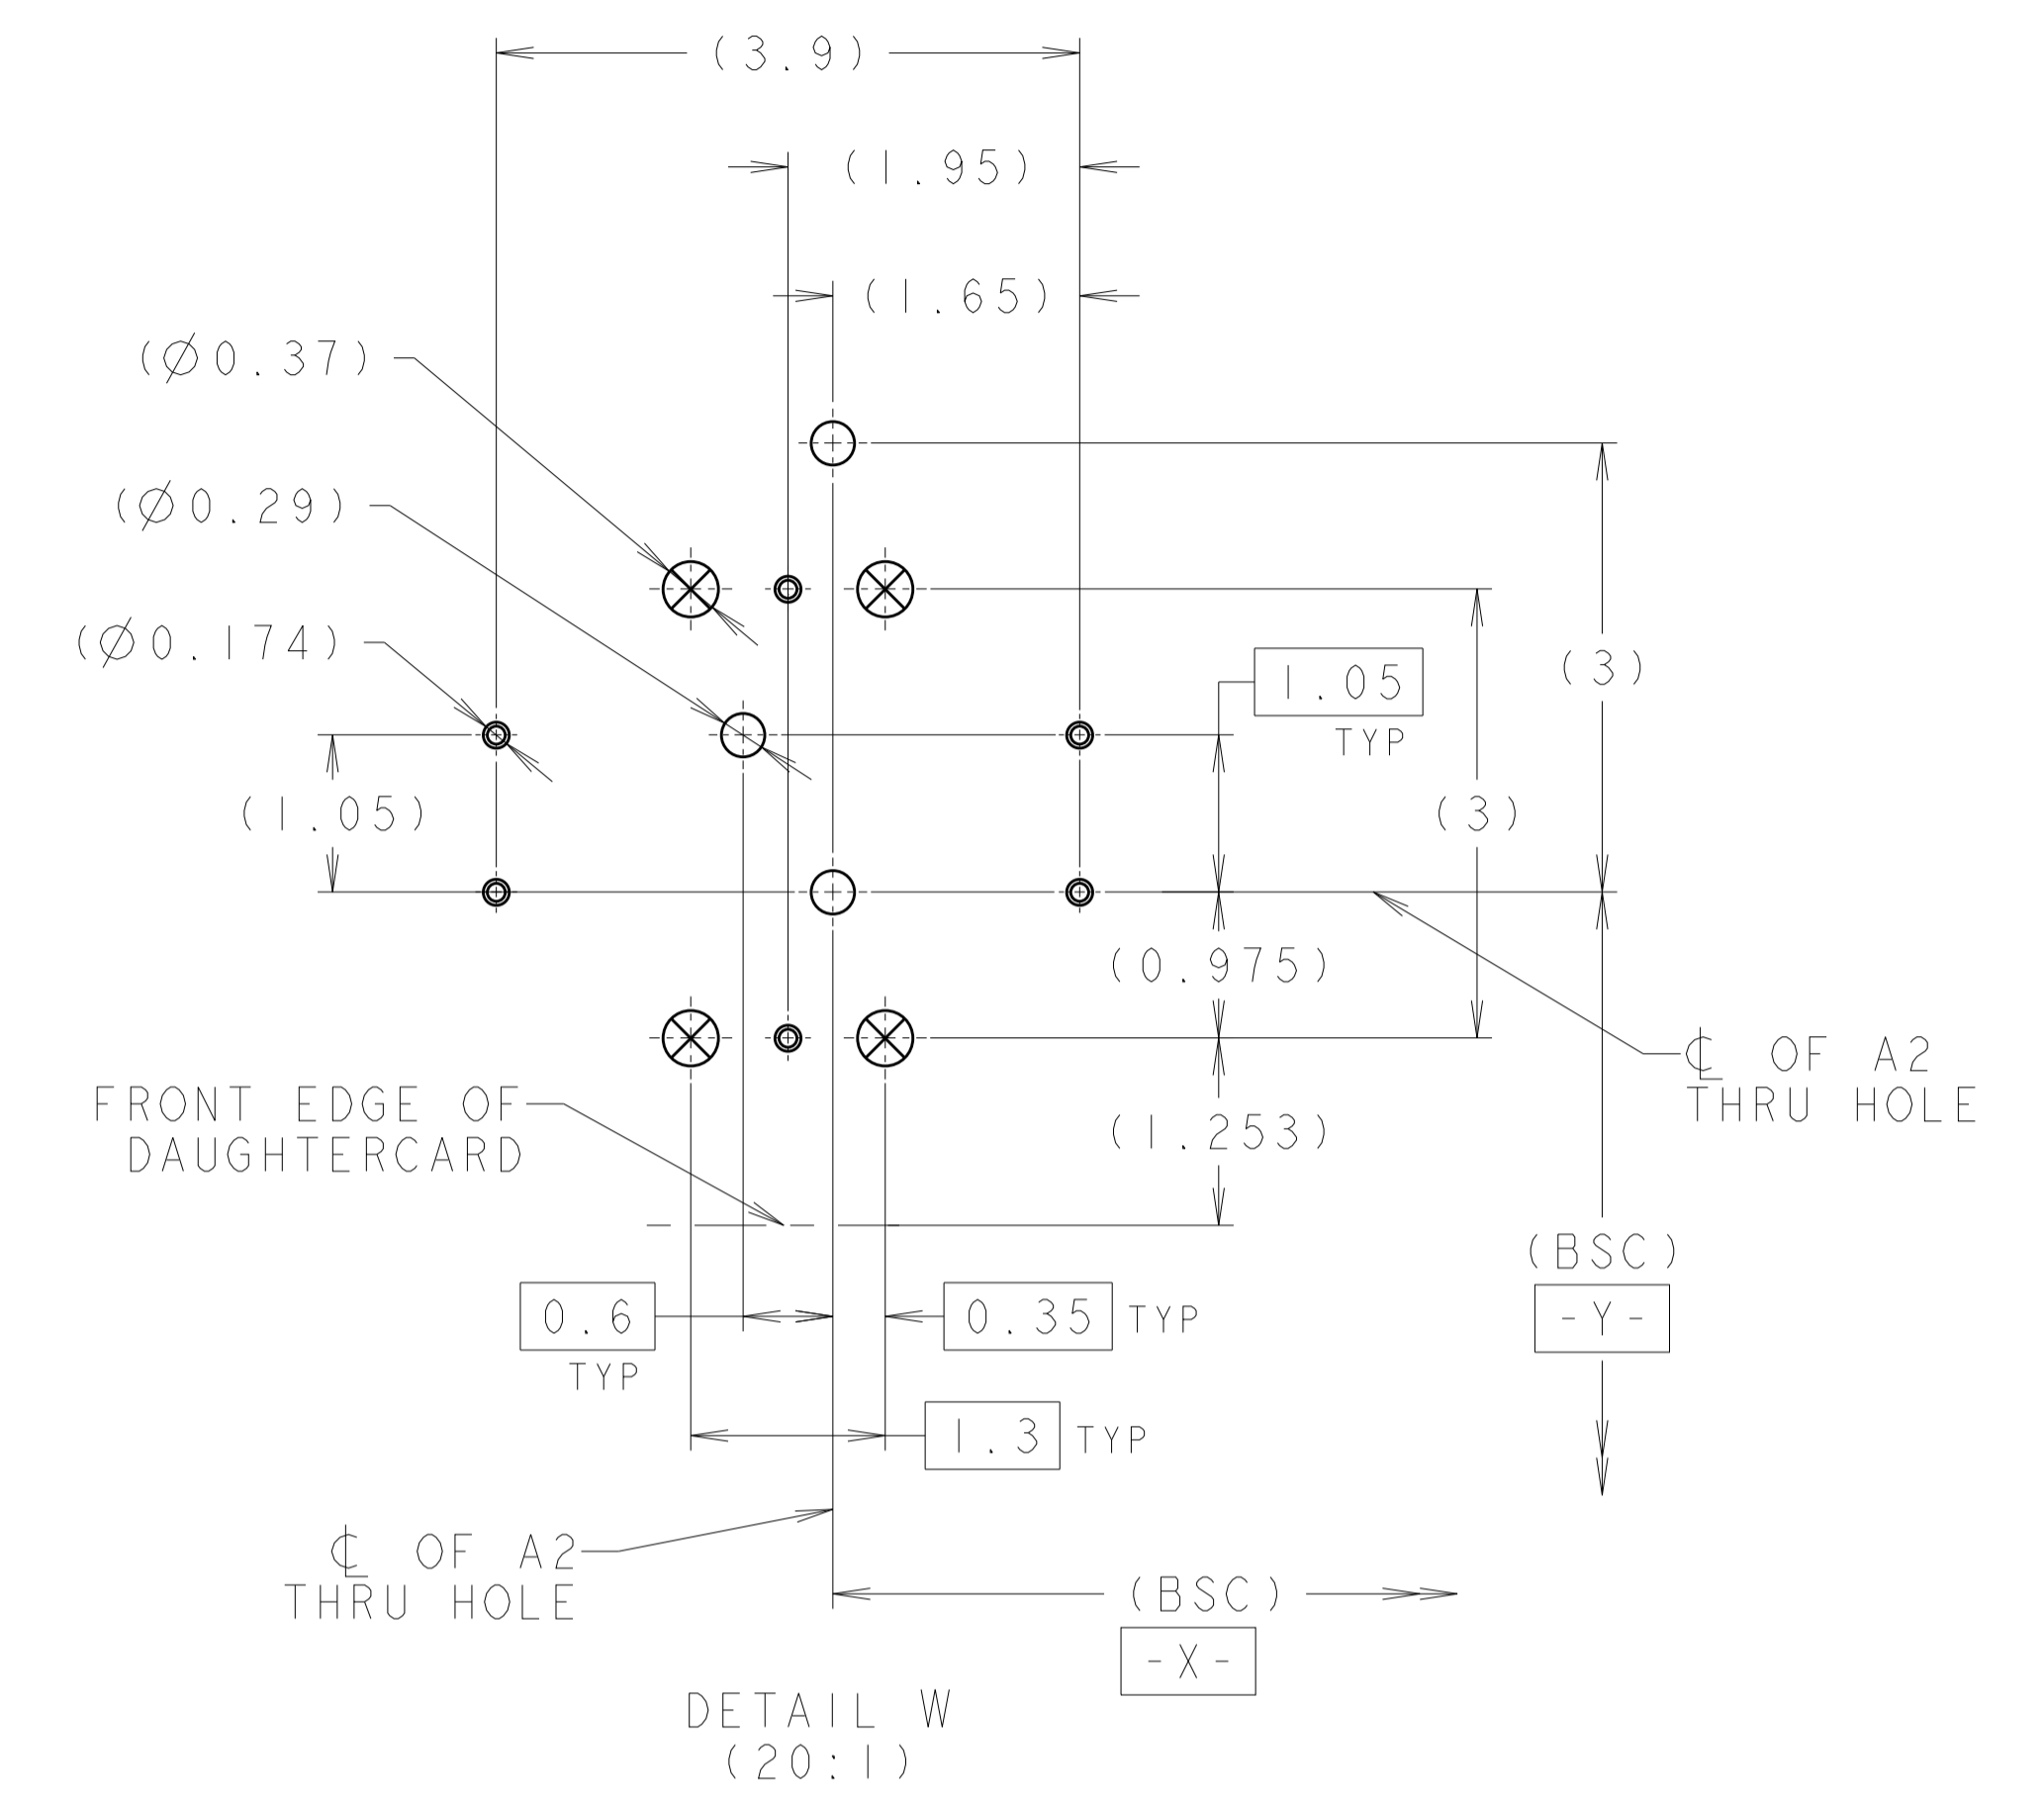 (3.9)
(1.95)
(1.65)
(Ø0.37)
(Ø0.29)
(Ø0.174)
1.05
TYP
(3)
(1.05)
(3)
(0.975)
℄ OF A2
THRU HOLE
FRONT EDGE OF
DAUGHTERCARD
(1.253)
(BSC)
-Y-
0.6
TYP
0.35 TYP
1.3 TYP
℄ OF A2
THRU HOLE
(BSC)
-X-
DETAIL W
(20:1)